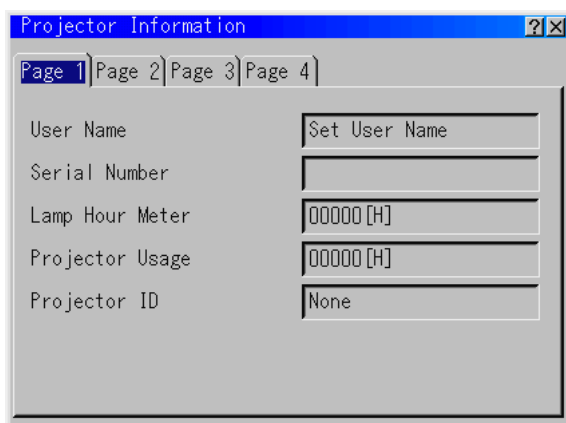 Projector Information ? X
Page 1 Page 2 Page 3 Page 4
User Name Set User Name
Serial Number
Lamp Hour Meter 00000[H]
Projector Usage 00000[H]
Projector ID None